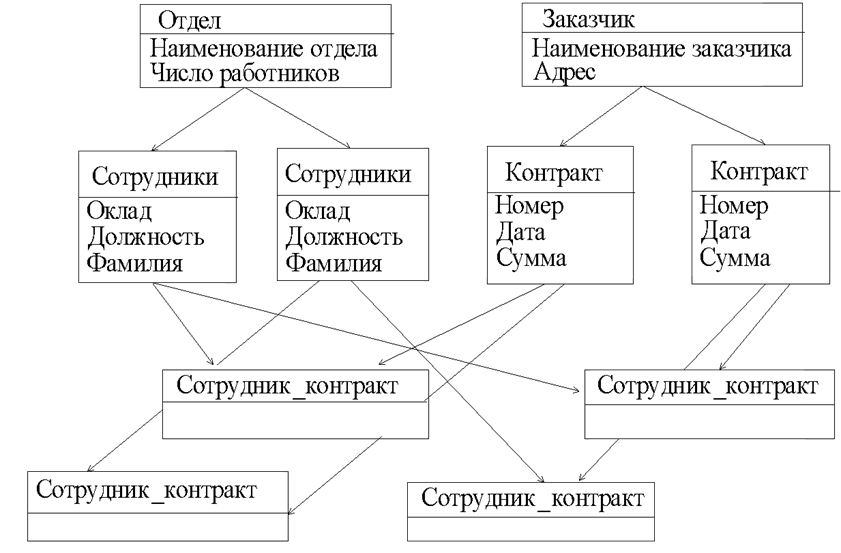 Отдел
Наименование отдела
Число работников
Заказчик
Наименование заказчика
Адрес
Сотрудники
Оклад
Должность
Фамилия
Сотрудники
Оклад
Должность
Фамилия
Контракт
Номер
Дата
Сумма
Контракт
Номер
Дата
Сумма
Сотрудник_контракт
Сотрудник_контракт
Сотрудник_контракт
Сотрудник_контракт